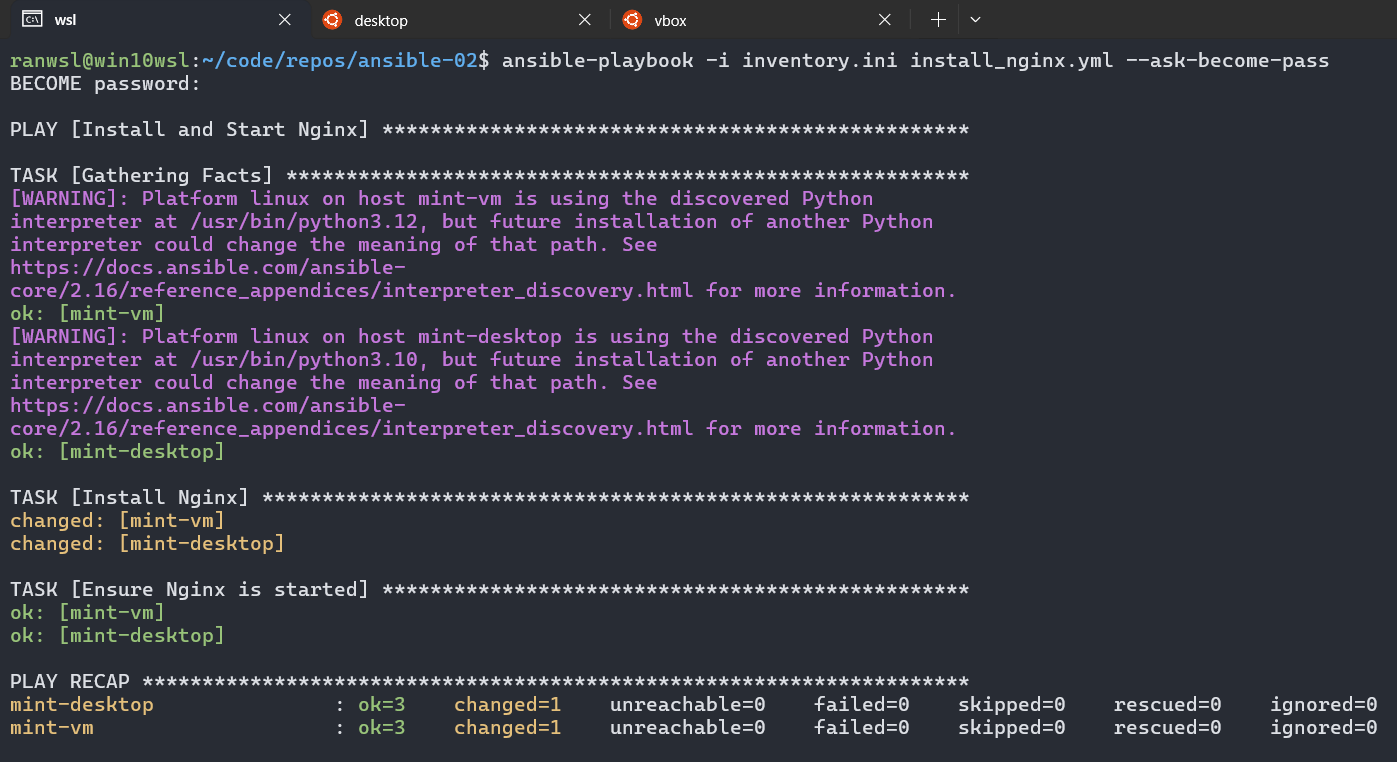 wsl
desktop
vbox
ranwsl@win10wsl:~/code/repos/ansible-02$ ansible-playbook -i inventory.ini install_nginx.yml --ask-become-pass
BECOME password:
PLAY [Install and Start Nginx] *************************************************
TASK [Gathering Facts] *********************************************************
[WARNING]: Platform linux on host mint-vm is using the discovered Python
interpreter at /usr/bin/python3.12, but future installation of another Python
interpreter could change the meaning of that path. See
https://docs.ansible.com/ansible-
core/2.16/reference_appendices/interpreter_discovery.html for more information.
ok: [mint-vm]
[WARNING]: Platform linux on host mint-desktop is using the discovered Python
interpreter at /usr/bin/python3.10, but future installation of another Python
interpreter could change the meaning of that path. See
https://docs.ansible.com/ansible-
core/2.16/reference_appendices/interpreter_discovery.html for more information.
ok: [mint-desktop]
TASK [Install Nginx] ***********************************************************
changed: [mint-vm]
changed: [mint-desktop]
TASK [Ensure Nginx is started] *************************************************
ok: [mint-vm]
ok: [mint-desktop]
PLAY RECAP *********************************************************************
mint-desktop : ok=3 changed=1 unreachable=0 failed=0 skipped=0 rescued=0 ignored=0
mint-vm : ok=3 changed=1 unreachable=0 failed=0 skipped=0 rescued=0 ignored=0